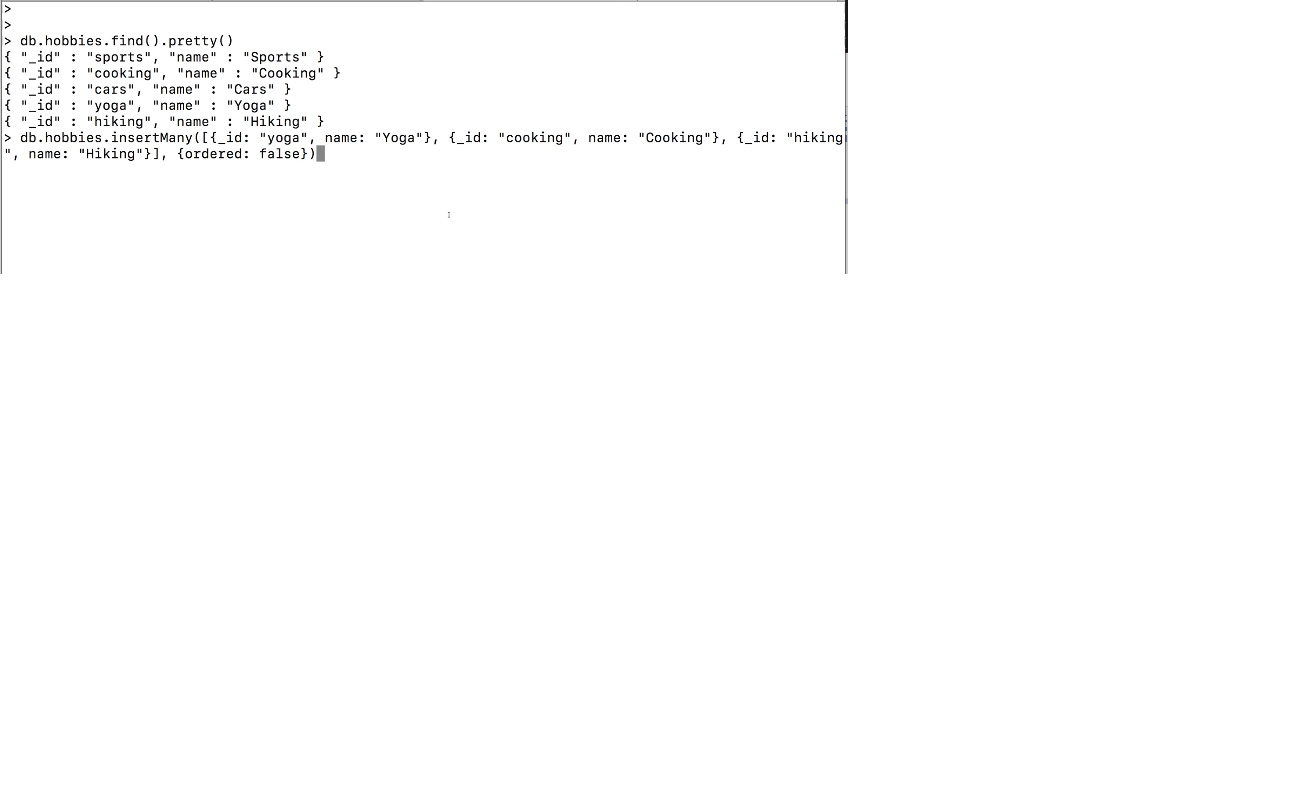 >
>
> db.hobbies.find().pretty()
{ "_id" : "sports", "name" : "Sports" }
{ "_id" : "cooking", "name" : "Cooking" }
{ "_id" : "cars", "name" : "Cars" }
{ "_id" : "yoga", "name" : "Yoga" }
{ "_id" : "hiking", "name" : "Hiking" }
> db.hobbies.insertMany([{_id: "yoga", name: "Yoga"}, {_id: "cooking", name: "Cooking"}, {_id: "hiking
", name: "Hiking"}], {ordered: false})